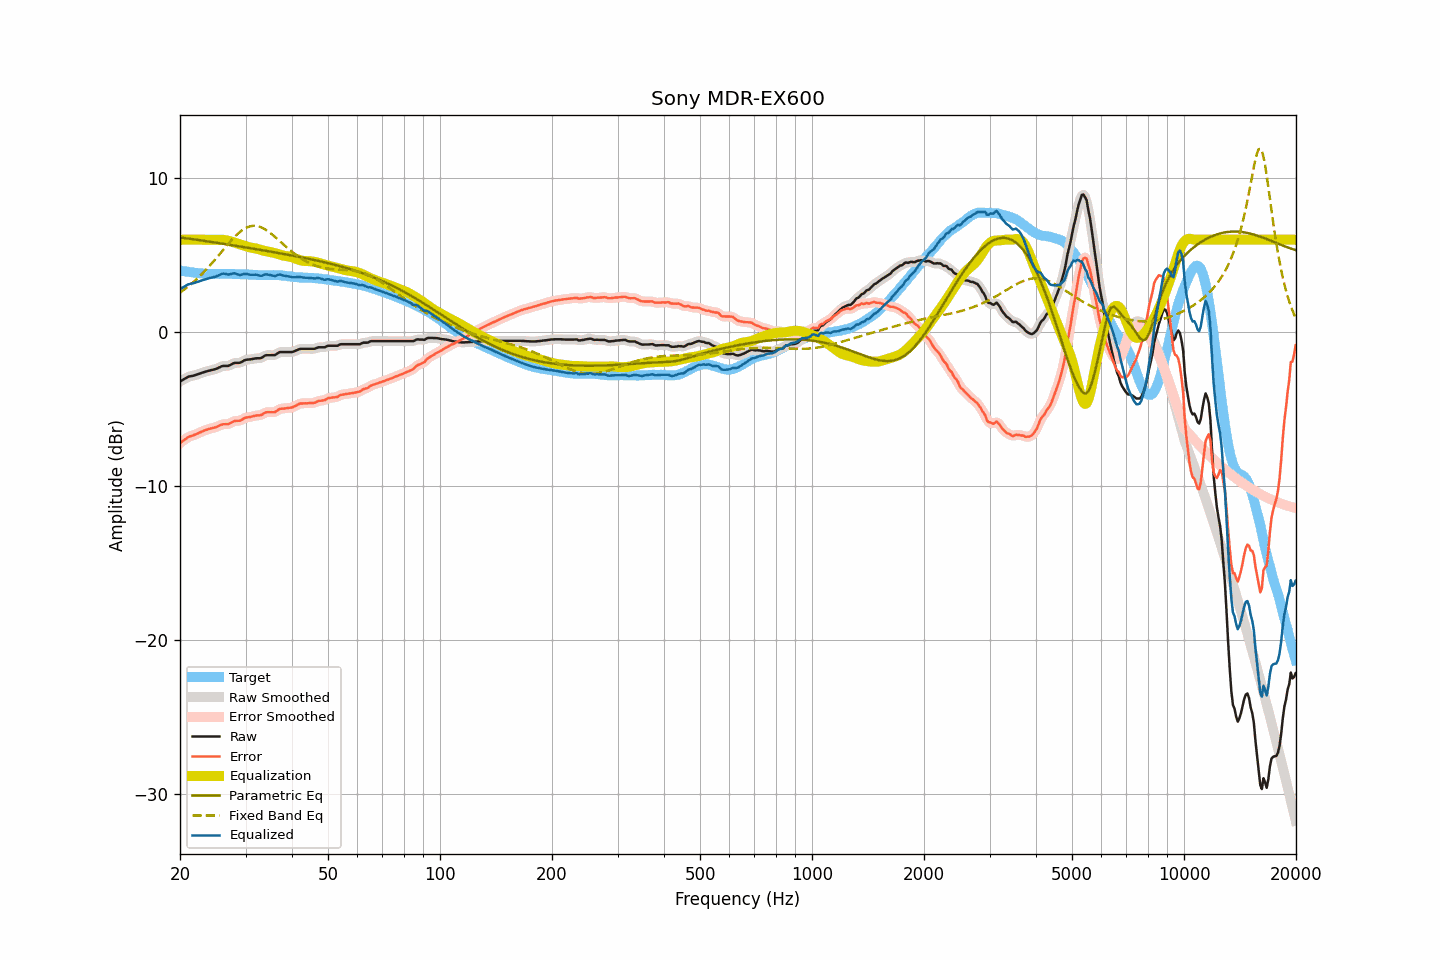 Sony MDR-EX600
Amplitude (dBr)
10
0
−10
−20
−30
Target
Raw Smoothed
Error Smoothed
Raw
Error
Equalization
Parametric Eq
Fixed Band Eq
Equalized
20 50 100 200 500 1000 2000 5000 10000 20000
Frequency (Hz)